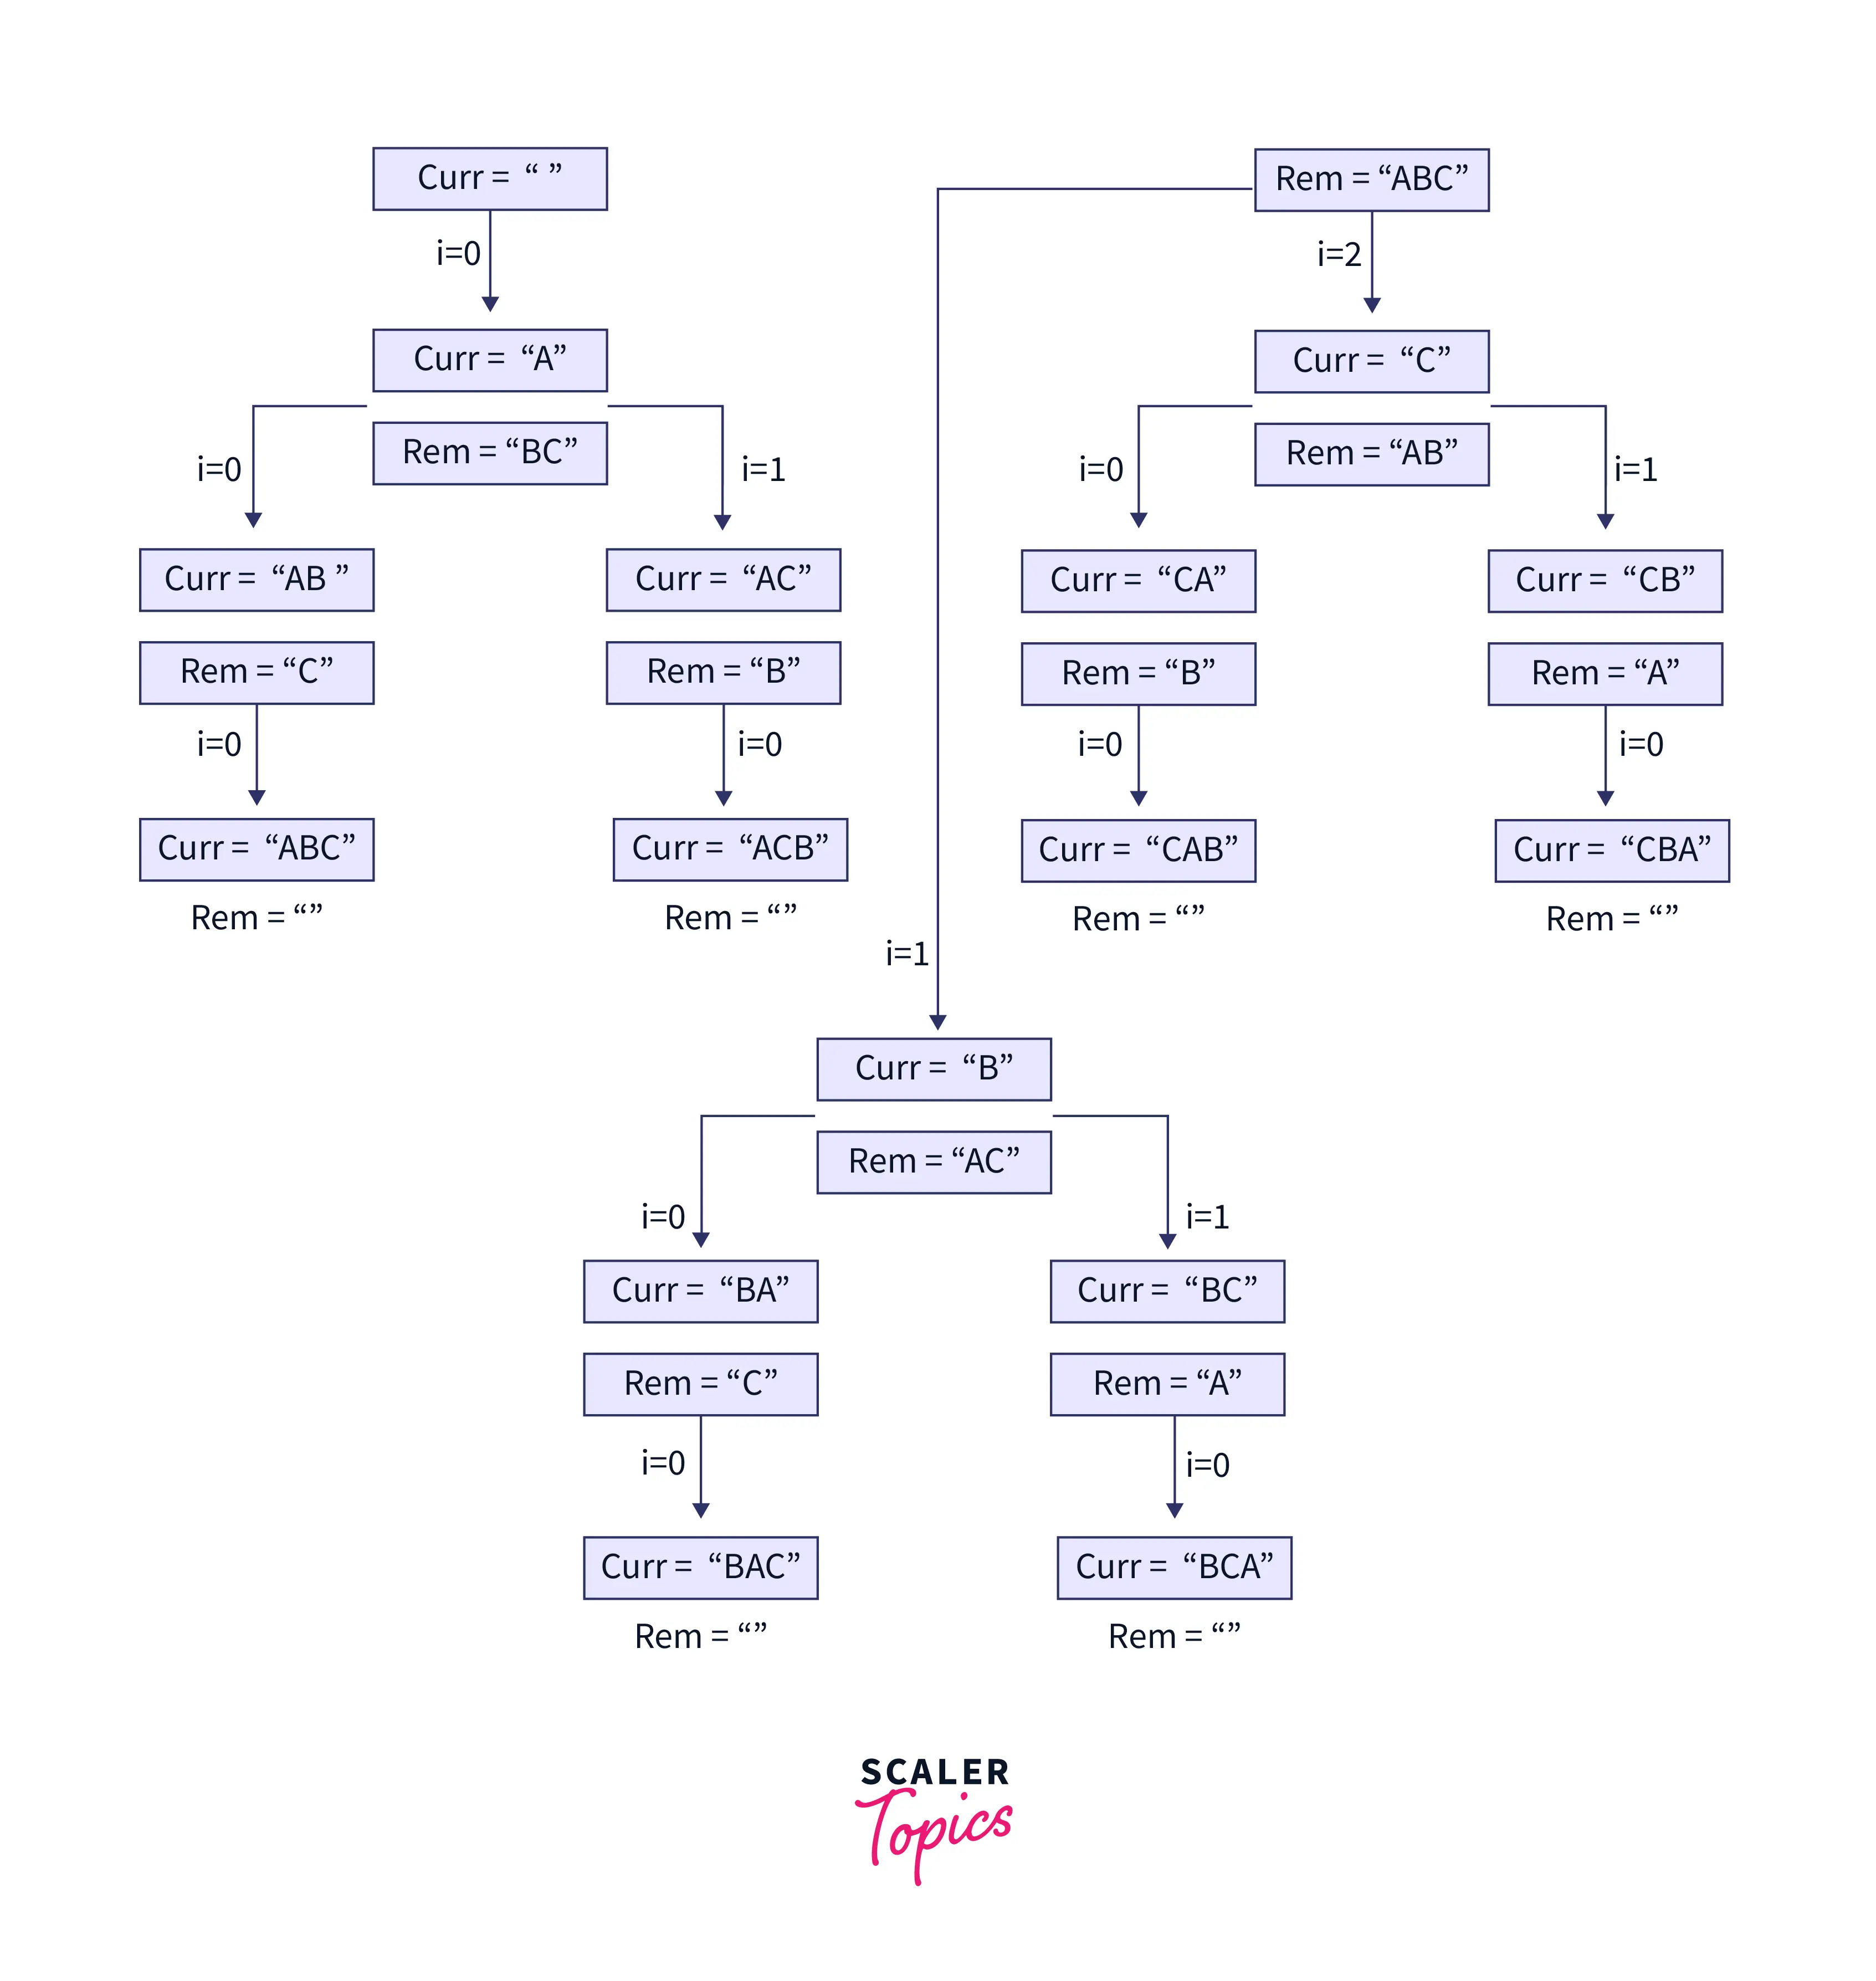 Curr = “ ”
Rem = “ABC”
i=0
i=2
Curr = “A”
Curr = “C”
Rem = “BC”
Rem = “AB”
i=0
i=1
i=0
i=1
Curr = “AB ”
Curr = “AC”
Curr = “CA”
Curr = “CB”
Rem = “C”
Rem = “B”
Rem = “B”
Rem = “A”
i=0
i=0
i=0
i=0
Curr = “ABC”
Curr = “ACB”
Curr = “CAB”
Curr = “CBA”
Rem = “”
Rem = “”
Rem = “”
Rem = “”
i=1
Curr = “B”
Rem = “AC”
i=0
i=1
Curr = “BA”
Curr = “BC”
Rem = “C”
Rem = “A”
i=0
i=0
Curr = “BAC”
Curr = “BCA”
Rem = “”
Rem = “”
SCALER
Topics